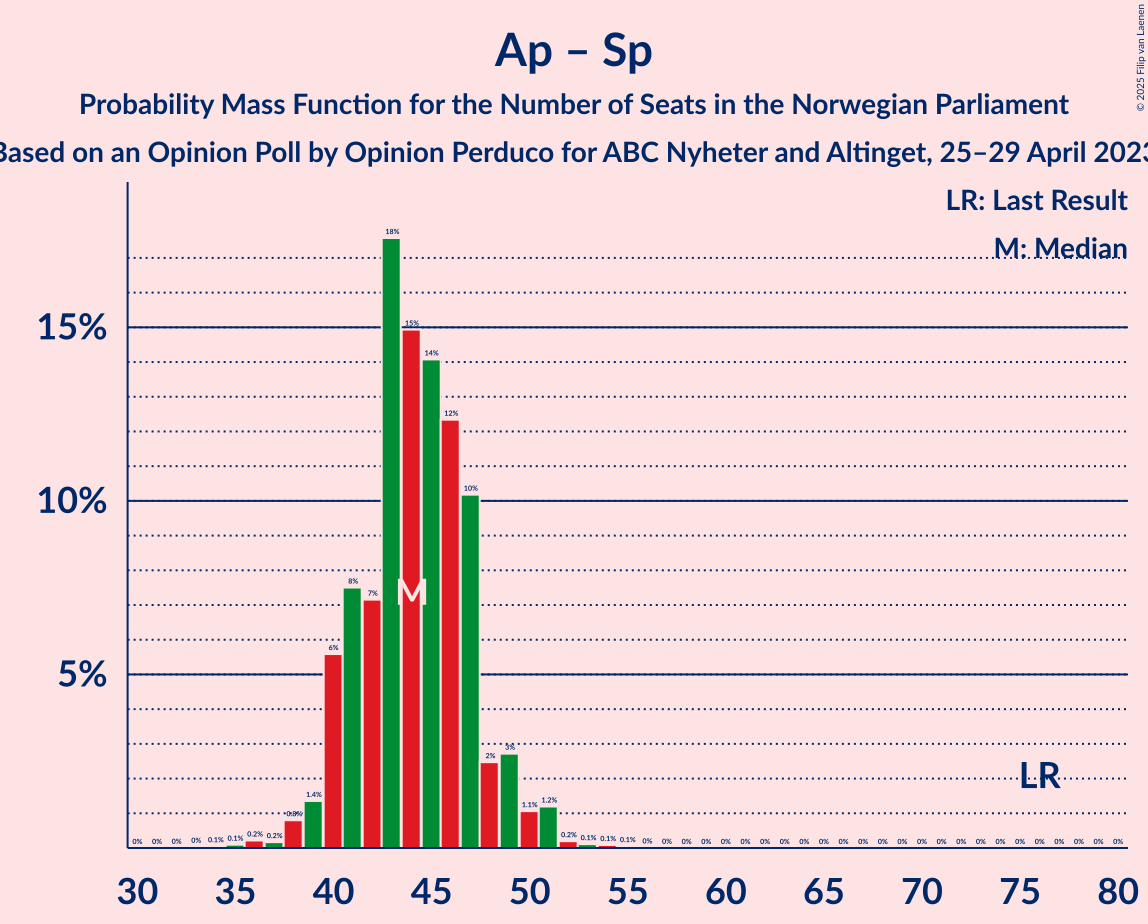 Ap – Sp
Probability Mass Function for the Number of Seats in the Norwegian Parliament
Based on an Opinion Poll by Opinion Perduco for ABC Nyheter and Altinget, 25–29 April 2023
© 2025 Filip van Laenen
LR: Last Result
M: Median
15%
10%
5%
0% 0% 0% 0% 0.1% 0.1% 0.2% 0.2% 0.8% 1.4% 6% 8% 7% 18% 15% 14% 12% 10% 2% 3% 1.1% 1.2% 0.2% 0.1% 0.1% 0.1% 0% 0% 0% 0% 0% 0% 0% 0% 0% 0% 0% 0% 0% 0% 0% 0% 0% 0% 0% 0% 0% 0% 0% 0% 0%
M
LR
30 35 40 45 50 55 60 65 70 75 80